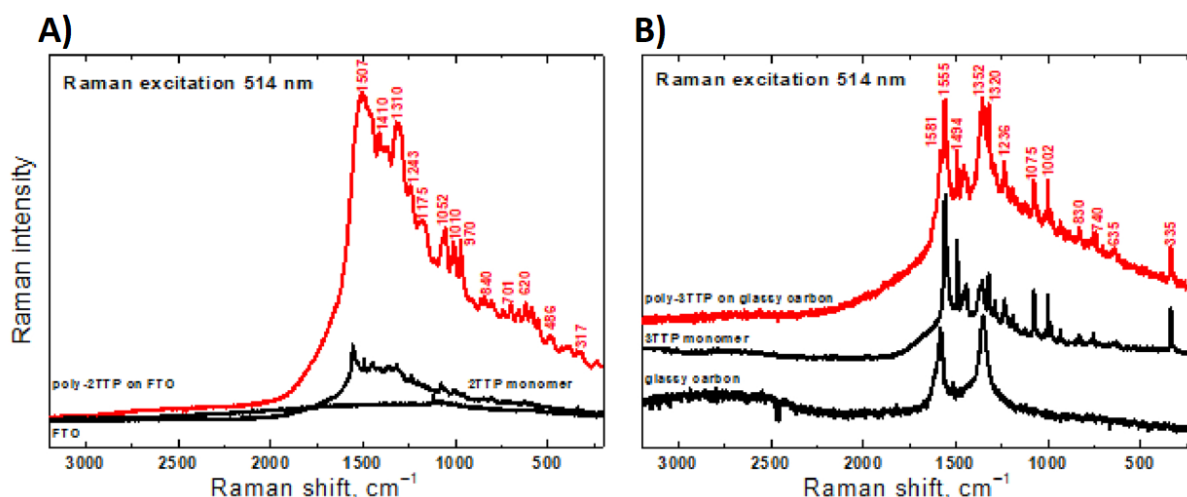 A)
Raman excitation 514 nm
1507
1410
1310
1243
1175
1052
1010
970
840
701
620
486
317
poly-2TTP on FTO
2TTP monomer
FTO
Raman intensity
3000 2500 2000 1500 1000 500
Raman shift, cm⁻¹
B)
Raman excitation 514 nm
1581
1555
1494
1352
1320
1236
1075
1002
830
740
635
335
poly-3TTP on glassy carbon
3TTP monomer
glassy carbon
3000 2500 2000 1500 1000 500
Raman shift, cm⁻¹